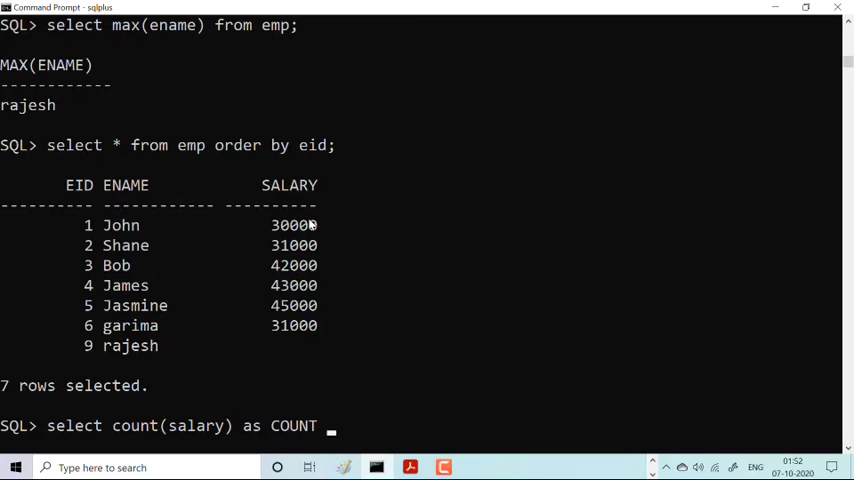 Command Prompt - sqlplus
SQL> select max(ename) from emp;
MAX(ENAME)
------------
rajesh
SQL> select * from emp order by eid;
EID ENAME SALARY
---------- ------------ ----------
1 John 30000
2 Shane 31000
3 Bob 42000
4 James 43000
5 Jasmine 45000
6 garima 31000
9 rajesh
7 rows selected.
SQL> select count(salary) as COUNT
Type here to search
ENG
01:52
07-10-2020